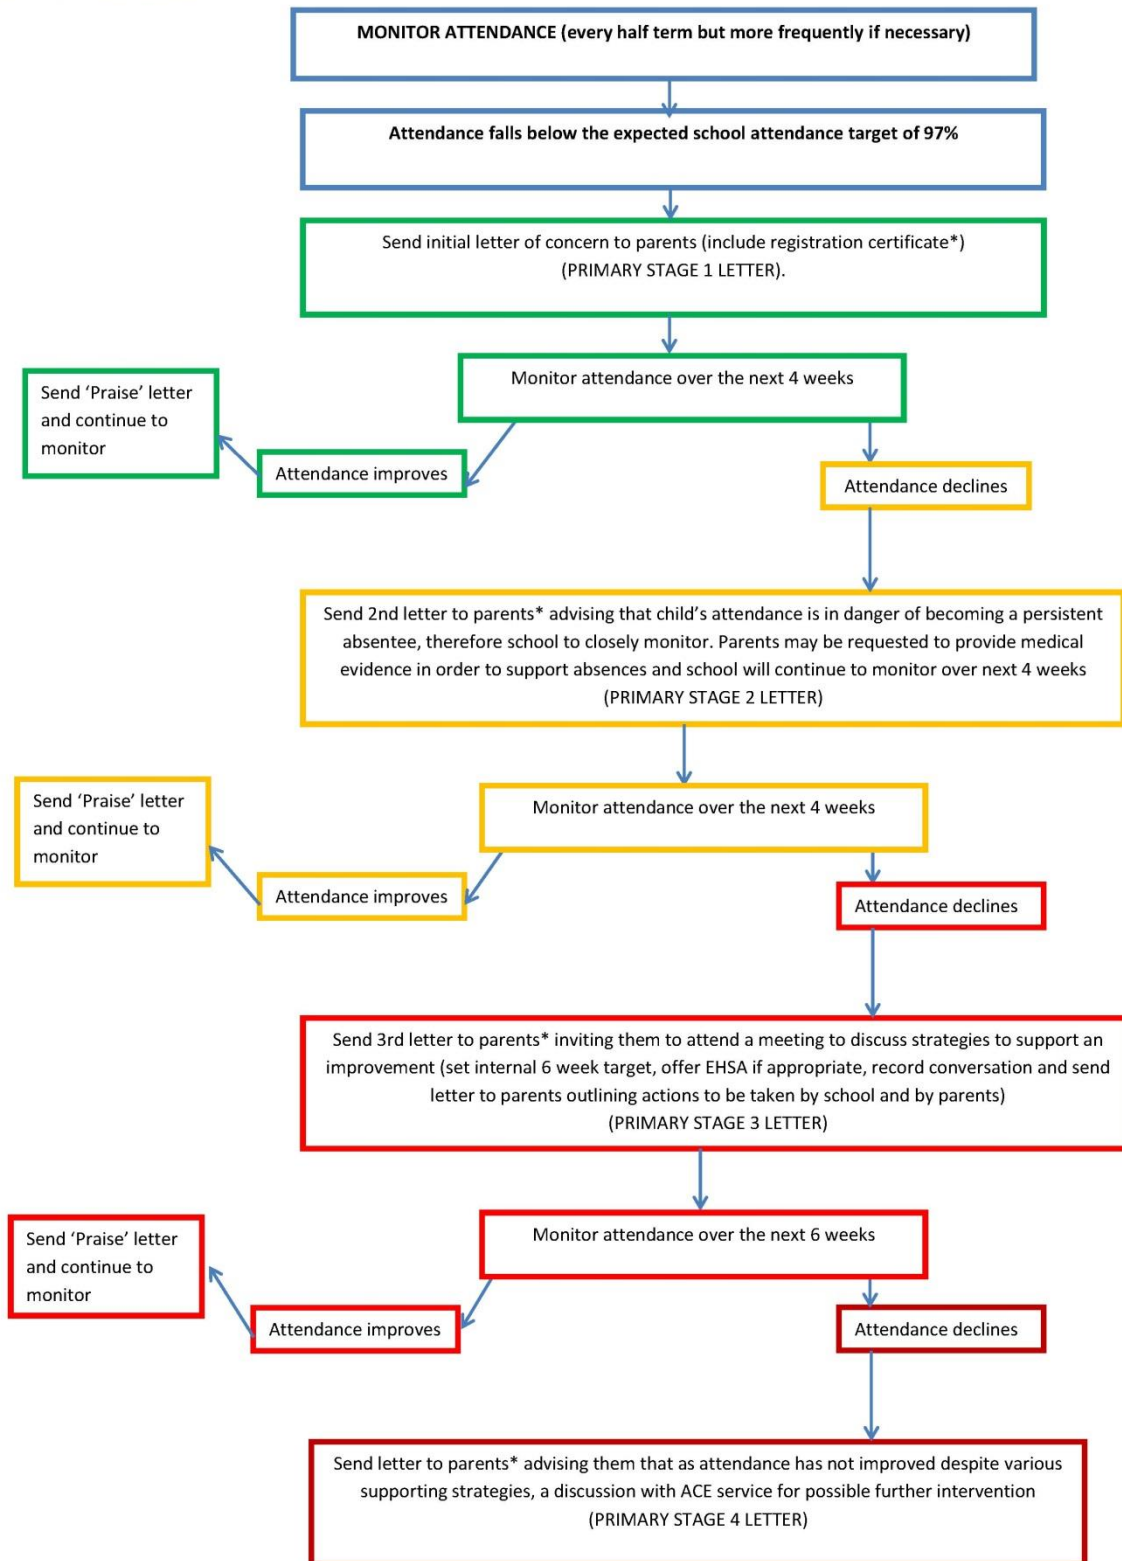 MONITOR ATTENDANCE (every half term but more frequently if necessary)
Attendance falls below the expected school attendance target of 97%
Send initial letter of concern to parents (include registration certificate*)
(PRIMARY STAGE 1 LETTER).
Monitor attendance over the next 4 weeks
Send ‘Praise’ letter
and continue to
monitor
Attendance improves
Attendance declines
Send 2nd letter to parents* advising that child’s attendance is in danger of becoming a persistent
absentee, therefore school to closely monitor. Parents may be requested to provide medical
evidence in order to support absences and school will continue to monitor over next 4 weeks
(PRIMARY STAGE 2 LETTER)
Monitor attendance over the next 4 weeks
Send ‘Praise’ letter
and continue to
monitor
Attendance improves
Attendance declines
Send 3rd letter to parents* inviting them to attend a meeting to discuss strategies to support an
improvement (set internal 6 week target, offer EHSA if appropriate, record conversation and send
letter to parents outlining actions to be taken by school and by parents)
(PRIMARY STAGE 3 LETTER)
Monitor attendance over the next 6 weeks
Send ‘Praise’ letter
and continue to
monitor
Attendance improves
Attendance declines
Send letter to parents* advising them that as attendance has not improved despite various
supporting strategies, a discussion with ACE service for possible further intervention
(PRIMARY STAGE 4 LETTER)